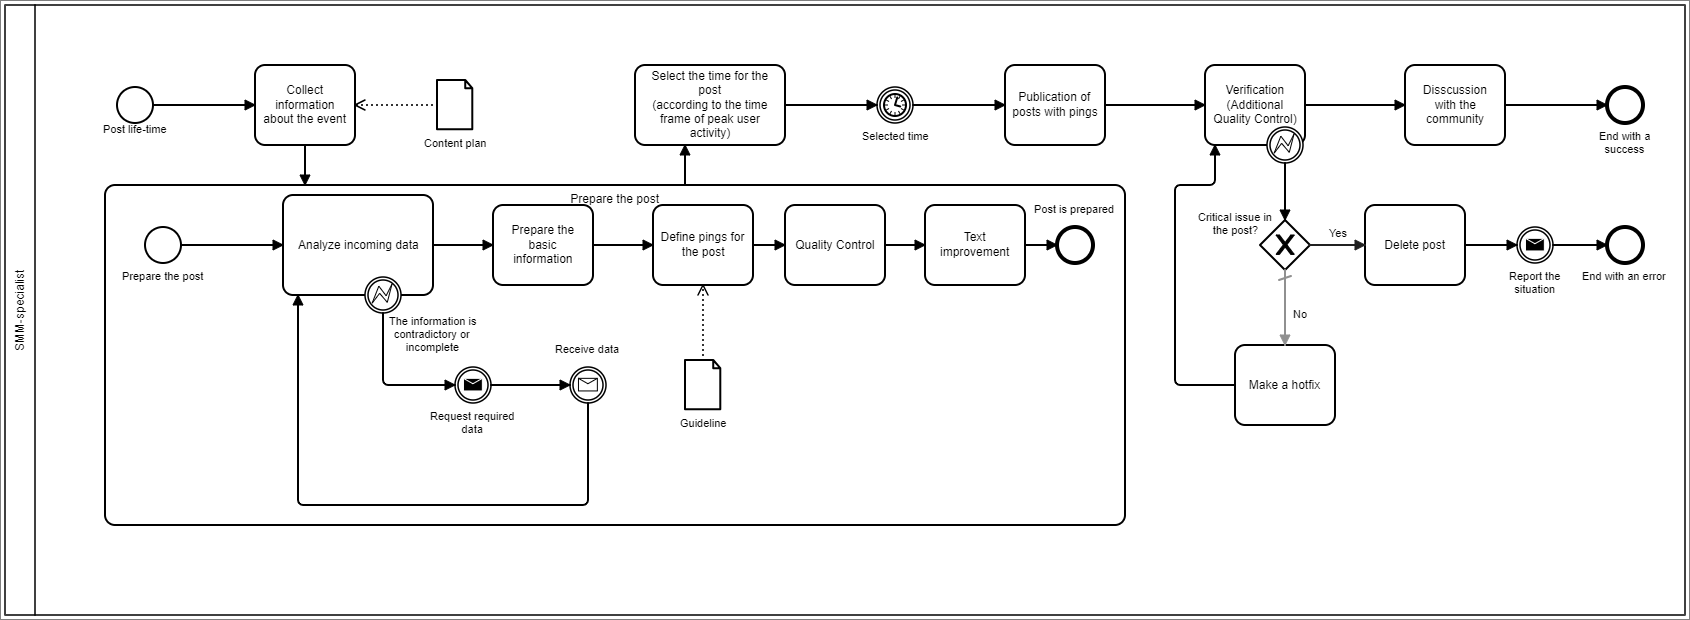 SMM-specialist
Post life-time
Collect
information
about the event
Content plan
Select the time for the
post
(according to the time
frame of peak user
activity)
Selected time
Publication of
posts with pings
Verification
(Additional
Quality Control)
Disscussion
with the
community
End with a
success
Prepare the post
Prepare the post
Analyze incoming data
Prepare the
basic
information
Define pings for
the post
Quality Control
Text
improvement
Post is prepared
The information is
contradictory or
incomplete
Request required
data
Receive data
Guideline
Critical issue in
the post?
Yes
Delete post
Report the
situation
End with an error
No
Make a hotfix